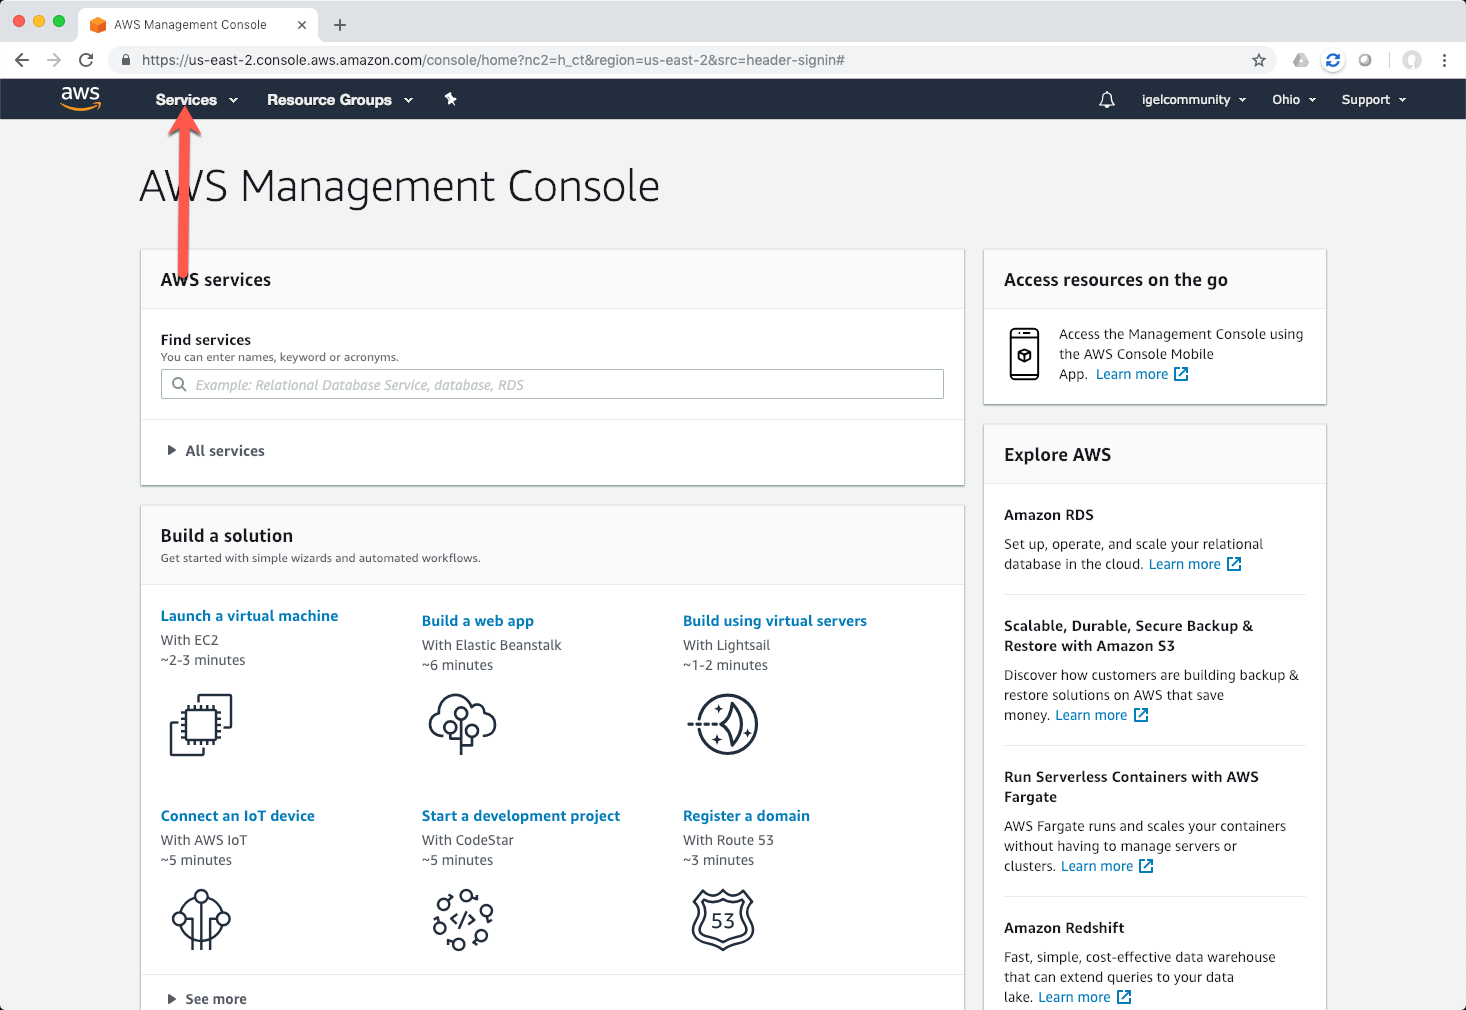 AWS Management Console
https://us-east-2.console.aws.amazon.com/console/home?nc2=h_ct&region=us-east-2&src=header-signin#
aws
Services
Resource Groups
igelcommunity
Ohio
Support
AWS Management Console
AWS services
Find services
You can enter names, keyword or acronyms.
Example: Relational Database Service, database, RDS
All services
Build a solution
Get started with simple wizards and automated workflows.
Launch a virtual machine
With EC2
~2-3 minutes
Build a web app
With Elastic Beanstalk
~6 minutes
Build using virtual servers
With Lightsail
~1-2 minutes
Connect an IoT device
With AWS IoT
~5 minutes
Start a development project
With CodeStar
~5 minutes
</>
Register a domain
With Route 53
~3 minutes
53
See more
Access resources on the go
Access the Management Console using
the AWS Console Mobile
App. Learn more
Explore AWS
Amazon RDS
Set up, operate, and scale your relational
database in the cloud. Learn more
Scalable, Durable, Secure Backup &
Restore with Amazon S3
Discover how customers are building backup &
restore solutions on AWS that save
money. Learn more
Run Serverless Containers with AWS
Fargate
AWS Fargate runs and scales your containers
without having to manage servers or
clusters. Learn more
Amazon Redshift
Fast, simple, cost-effective data warehouse
that can extend queries to your data
lake. Learn more